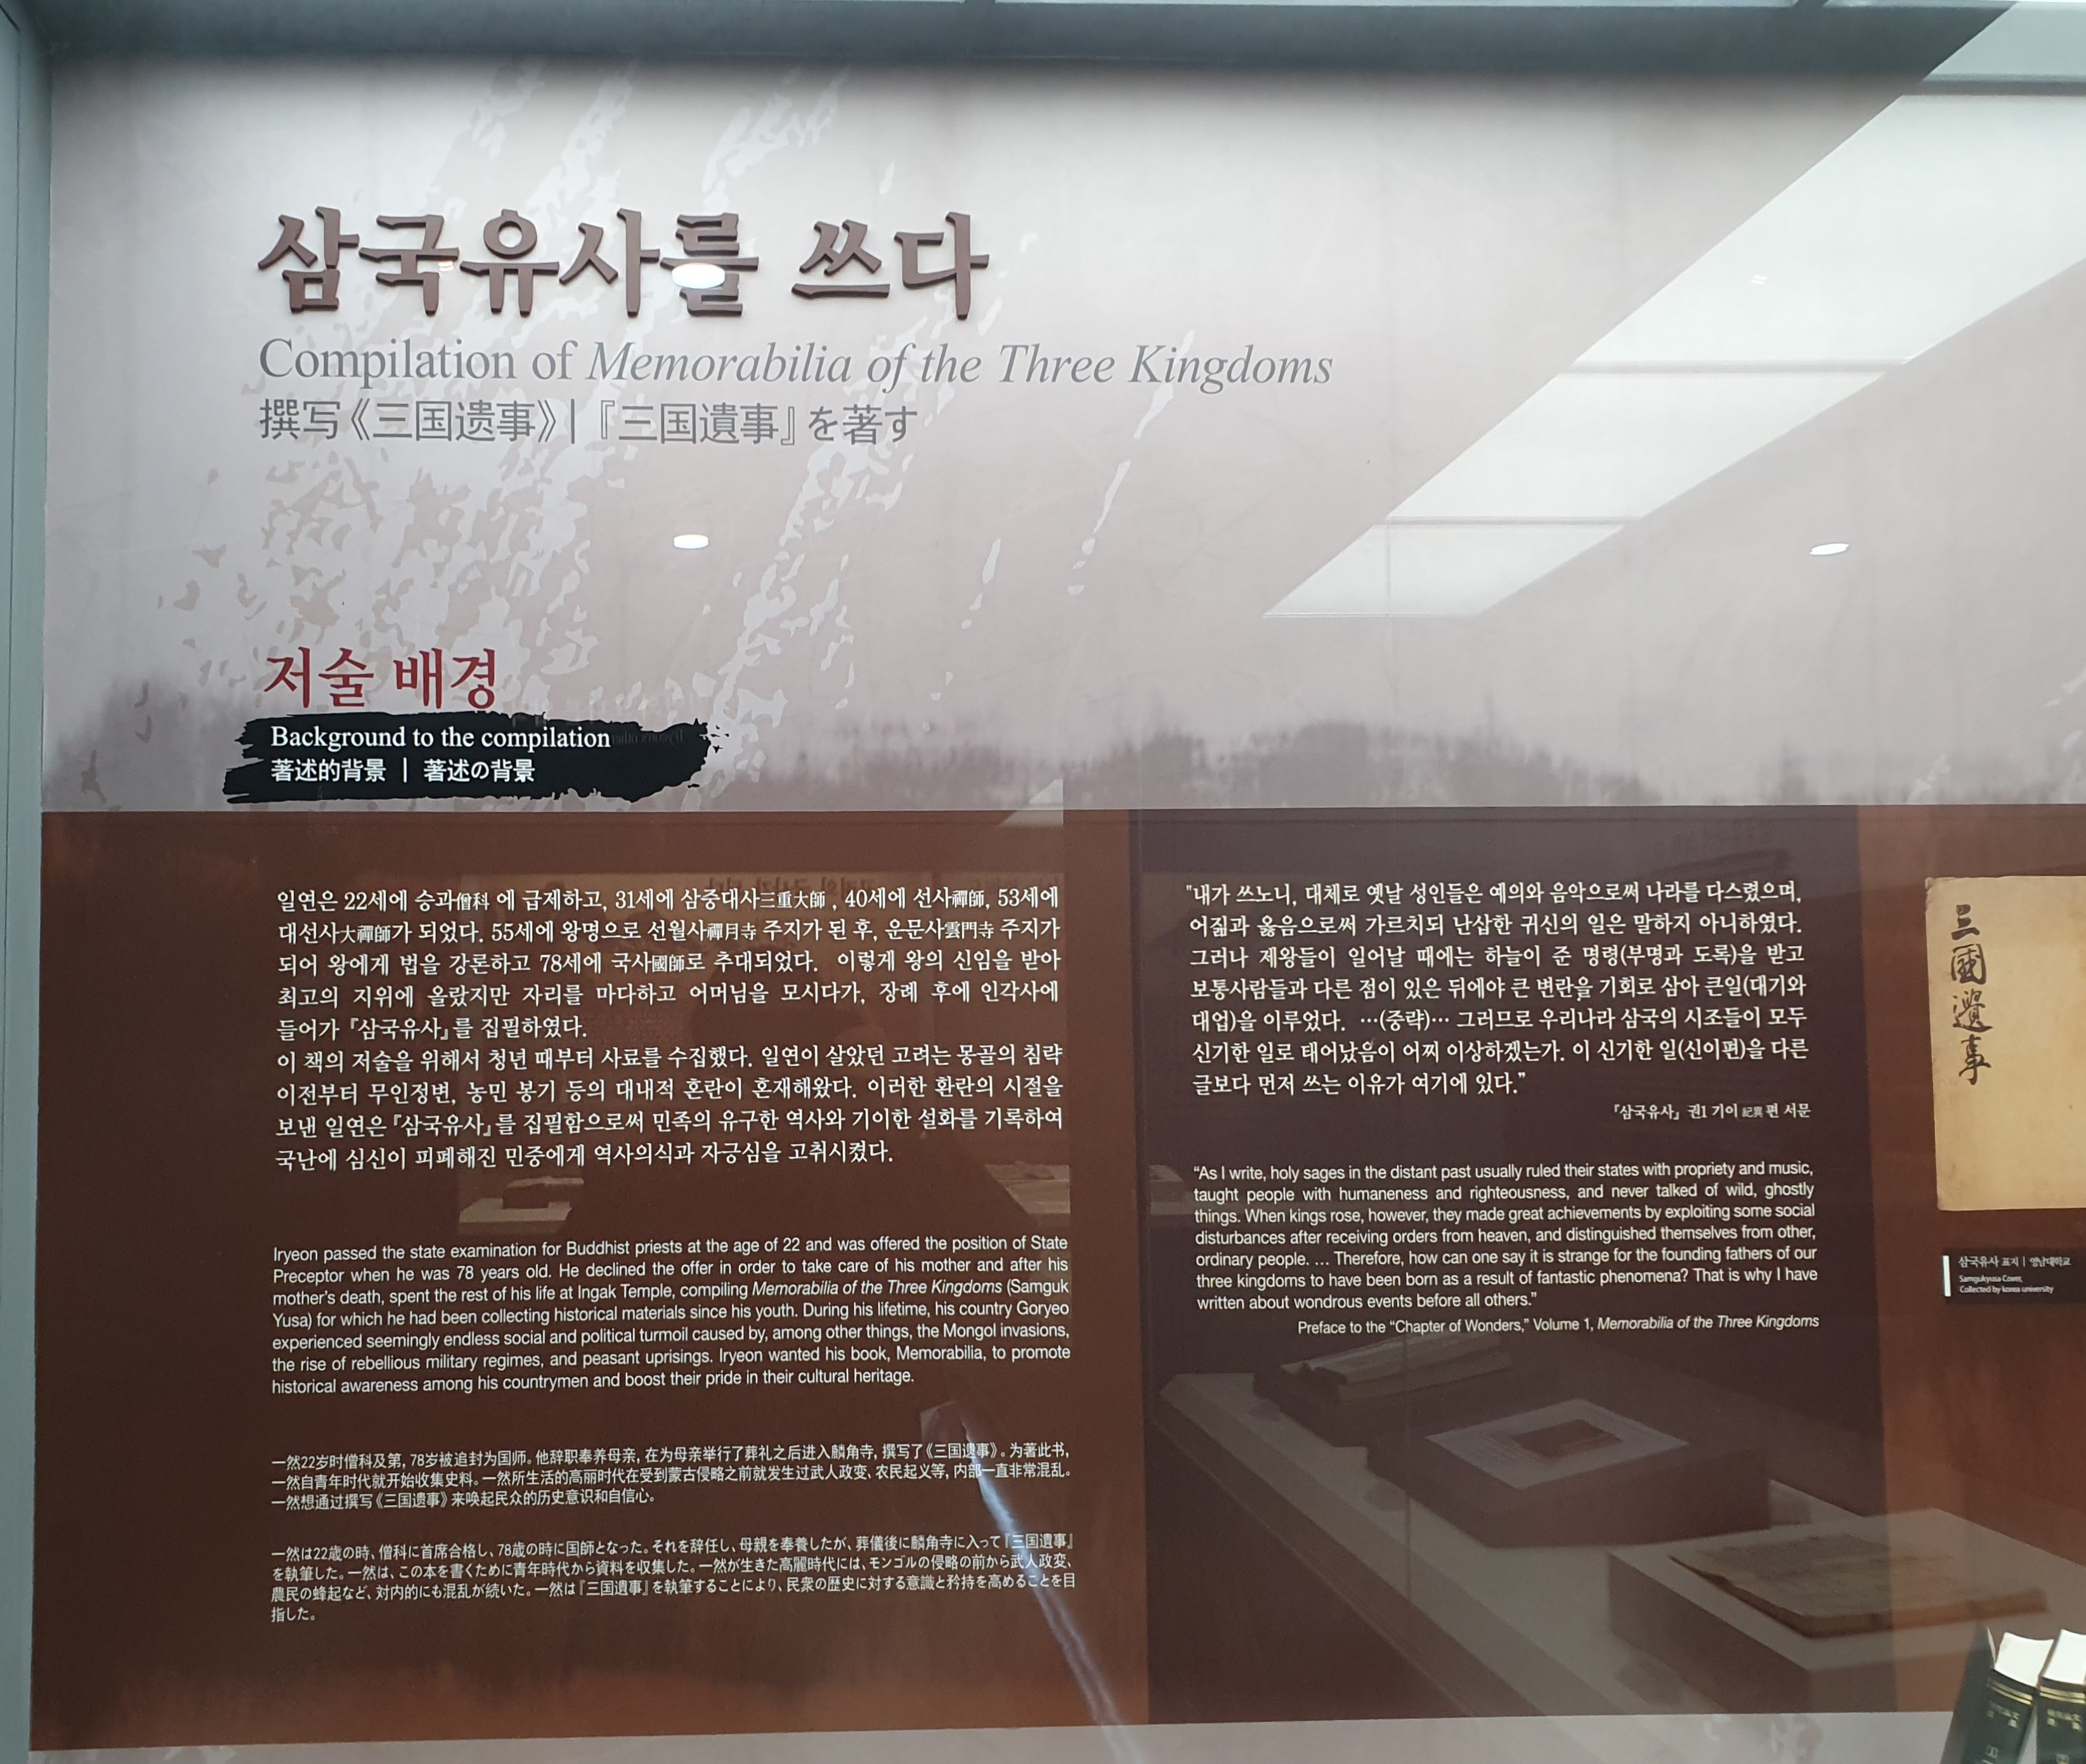 삼국유사를 쓰다
Compilation of Memorabilia of the Three Kingdoms
撰写《三国遗事》|『三国遺事』を著す
저술 배경
Background to the compilation
著述的背景 | 著述の背景
일연은 22세에 승과僧科 에 급제하고, 31세에 삼중대사三重大師 , 40세에 선사禪師, 53세에
대선사大禪師가 되었다. 55세에 왕명으로 선월사禪月寺 주지가 된 후, 운문사雲門寺 주지가
되어 왕에게 법을 강론하고 78세에 국사國師로 추대되었다. 이렇게 왕의 신임을 받아
최고의 지위에 올랐지만 자리를 마다하고 어머님을 모시다가, 장례 후에 인각사에
들어가 『삼국유사』를 집필하였다.
이 책의 저술을 위해서 청년 때부터 사료를 수집했다. 일연이 살았던 고려는 몽골의 침략
이전부터 무인정변, 농민 봉기 등의 대내적 혼란이 혼재해왔다. 이러한 환란의 시절을
보낸 일연은 『삼국유사』를 집필함으로써 민족의 유구한 역사와 기이한 설화를 기록하여
국난에 심신이 피폐해진 민중에게 역사의식과 자긍심을 고취시켰다.
Iryeon passed the state examination for Buddhist priests at the age of 22 and was offered the position of State
Preceptor when he was 78 years old. He declined the offer in order to take care of his mother and after his
mother's death, spent the rest of his life at Ingak Temple, compiling Memorabilia of the Three Kingdoms (Samguk
Yusa) for which he had been collecting historical materials since his youth. During his lifetime, his country Goryeo
experienced seemingly endless social and political turmoil caused by, among other things, the Mongol invasions,
the rise of rebellious military regimes, and peasant uprisings. Iryeon wanted his book, Memorabilia, to promote
historical awareness among his countrymen and boost their pride in their cultural heritage.
一然22岁时僧科及第, 78岁被追封为国师。他辞职奉养母亲, 在为母亲举行了葬礼之后进入麟角寺, 撰写了《三国遗事》。为著此书,
一然自青年时代就开始收集史料。一然所生活的高丽时代在受到蒙古侵略之前就发生过武人政变、农民起义等, 内部一直非常混乱。
一然想通过撰写《三国遗事》来唤起民众的历史意识和自信心。
一然は22歳の時、僧科に首席合格し、78歳の時に国師となった。それを辞任し、母親を奉養したが、葬儀後に麟角寺に入って『三国遺事』
を執筆した。一然は、この本を書くために青年時代から資料を収集した。一然が生きた高麗時代には、モンゴルの侵略の前から武人政変、
農民の蜂起など、対内的にも混乱が続いた。一然は『三国遺事』を執筆することにより、民衆の歴史に対する意識と矜持を高めることを目
指した。
"내가 쓰노니, 대체로 옛날 성인들은 예의와 음악으로써 나라를 다스렸으며,
어짊과 옳음으로써 가르치되 난삽한 귀신의 일은 말하지 아니하였다.
그러나 제왕들이 일어날 때에는 하늘이 준 명령(부명과 도록)을 받고
보통사람들과 다른 점이 있은 뒤에야 큰 변란을 기회로 삼아 큰일(대기와
대업)을 이루었다. …(중략)… 그러므로 우리나라 삼국의 시조들이 모두
신기한 일로 태어났음이 어찌 이상하겠는가. 이 신기한 일(신이편)을 다른
글보다 먼저 쓰는 이유가 여기에 있다.”
『삼국유사』 권1 기이 紀異 편 서문
“As I write, holy sages in the distant past usually ruled their states with propriety and music,
taught people with humaneness and righteousness, and never talked of wild, ghostly
things. When kings rose, however, they made great achievements by exploiting some social
disturbances after receiving orders from heaven, and distinguished themselves from other,
ordinary people. … Therefore, how can one say it is strange for the founding fathers of our
three kingdoms to have been born as a result of fantastic phenomena? That is why I have
written about wondrous events before all others.”
Preface to the “Chapter of Wonders,” Volume 1, Memorabilia of the Three Kingdoms
三國遺事
삼국유사 표지 | 영남대학교
Samgukyusa Cover,
Collected by korea university